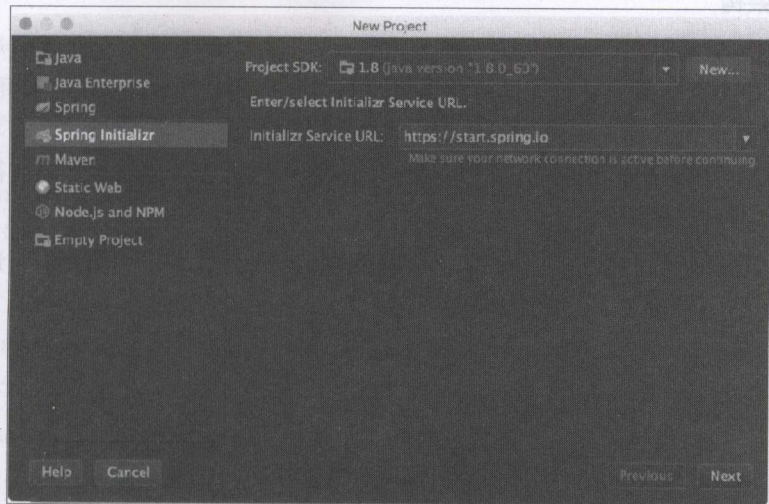 New Project
Java
Java Enterprise
Spring
Spring Initializr
Maven
Static Web
Node.js and NPM
Empty Project
Project SDK: 1.8 (java version "1.8.0_60") New...
Enter/select Initializr Service URL.
Initializr Service URL: https://start.spring.io
Make sure your network connection is active before continuing
Help Cancel Previous Next